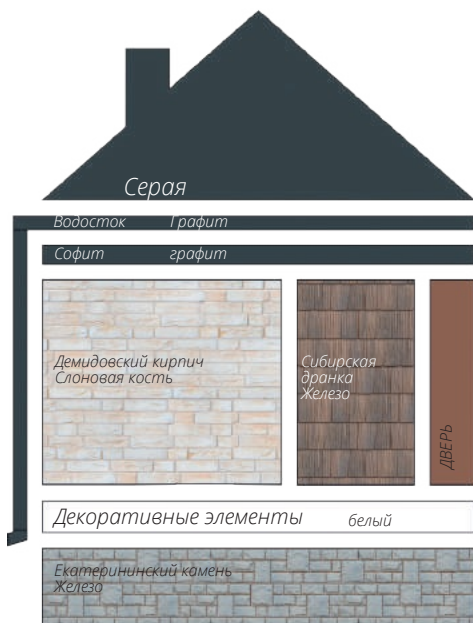 Серая
Водосток Графит
Софит графит
Демидовский кирпич
Слоновая кость
Сибирская
дранка
Железо
ДВЕРЬ
Декоративные элементы белый
Екатерининский камень
Железо